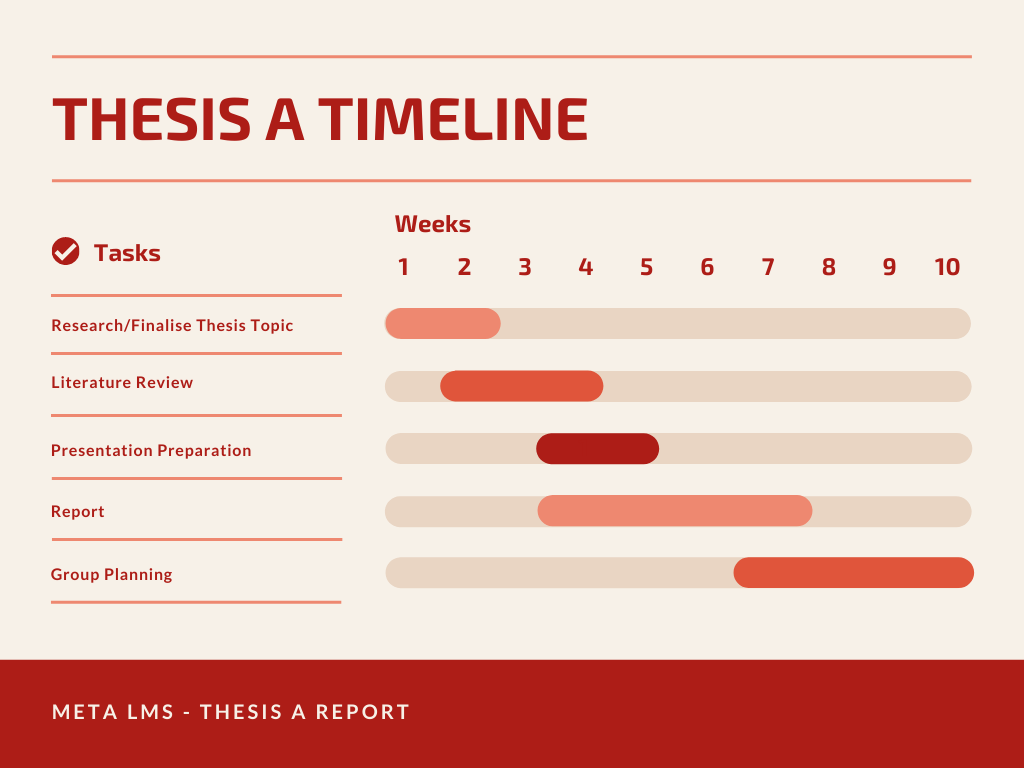 THESIS A TIMELINE
Weeks
Tasks
1 2 3 4 5 6 7 8 9 10
Research/Finalise Thesis Topic
Literature Review
Presentation Preparation
Report
Group Planning
META LMS - THESIS A REPORT